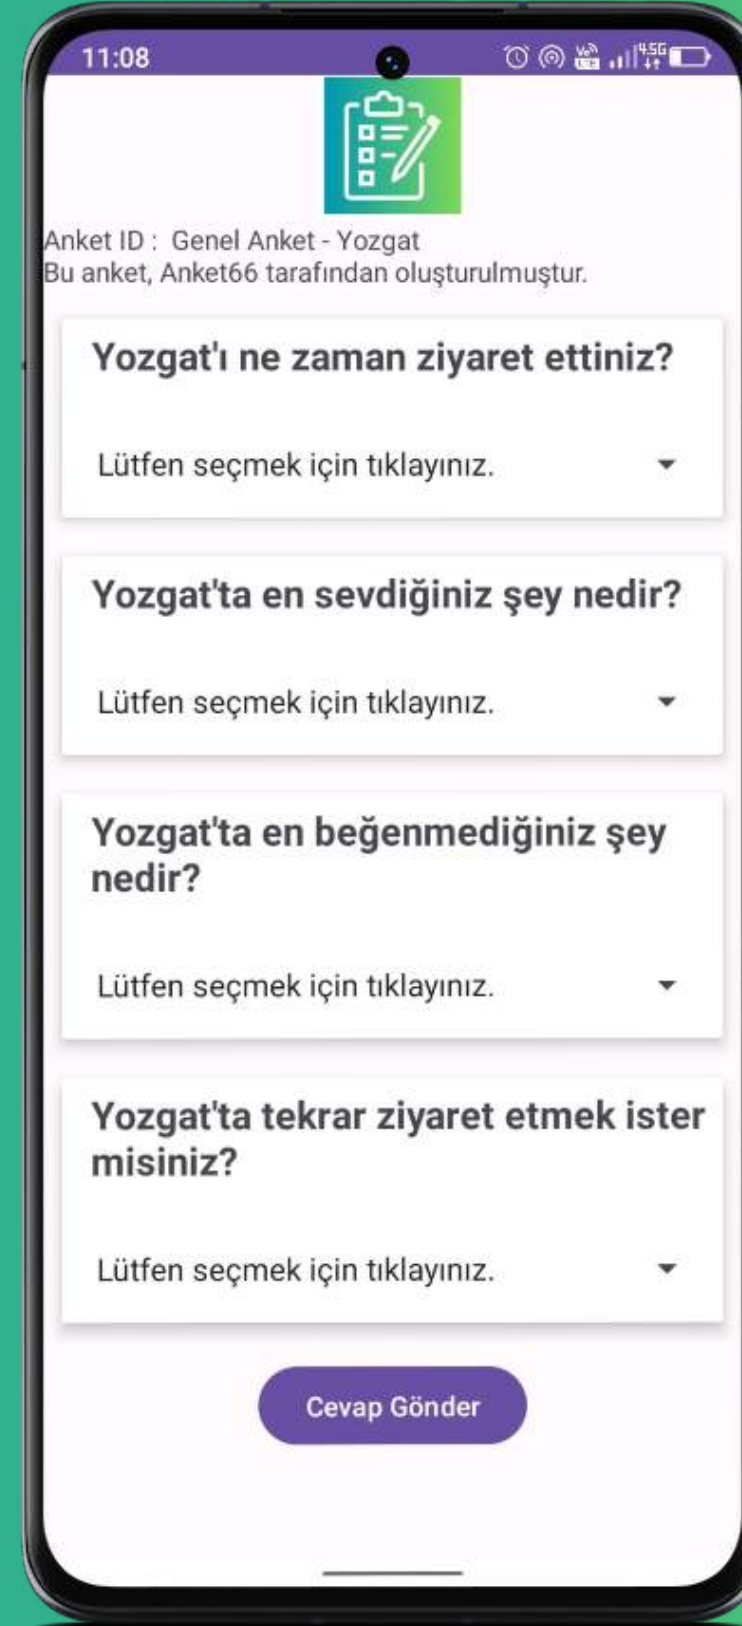 11:08
4.5G
Anket ID : Genel Anket - Yozgat
Bu anket, Anket66 tarafından oluşturulmuştur.
Yozgat'ı ne zaman ziyaret ettiniz?
Lütfen seçmek için tıklayınız.
Yozgat'ta en sevdiğiniz şey nedir?
Lütfen seçmek için tıklayınız.
Yozgat'ta en beğenmediğiniz şey
nedir?
Lütfen seçmek için tıklayınız.
Yozgat'ta tekrar ziyaret etmek ister
misiniz?
Lütfen seçmek için tıklayınız.
Cevap Gönder